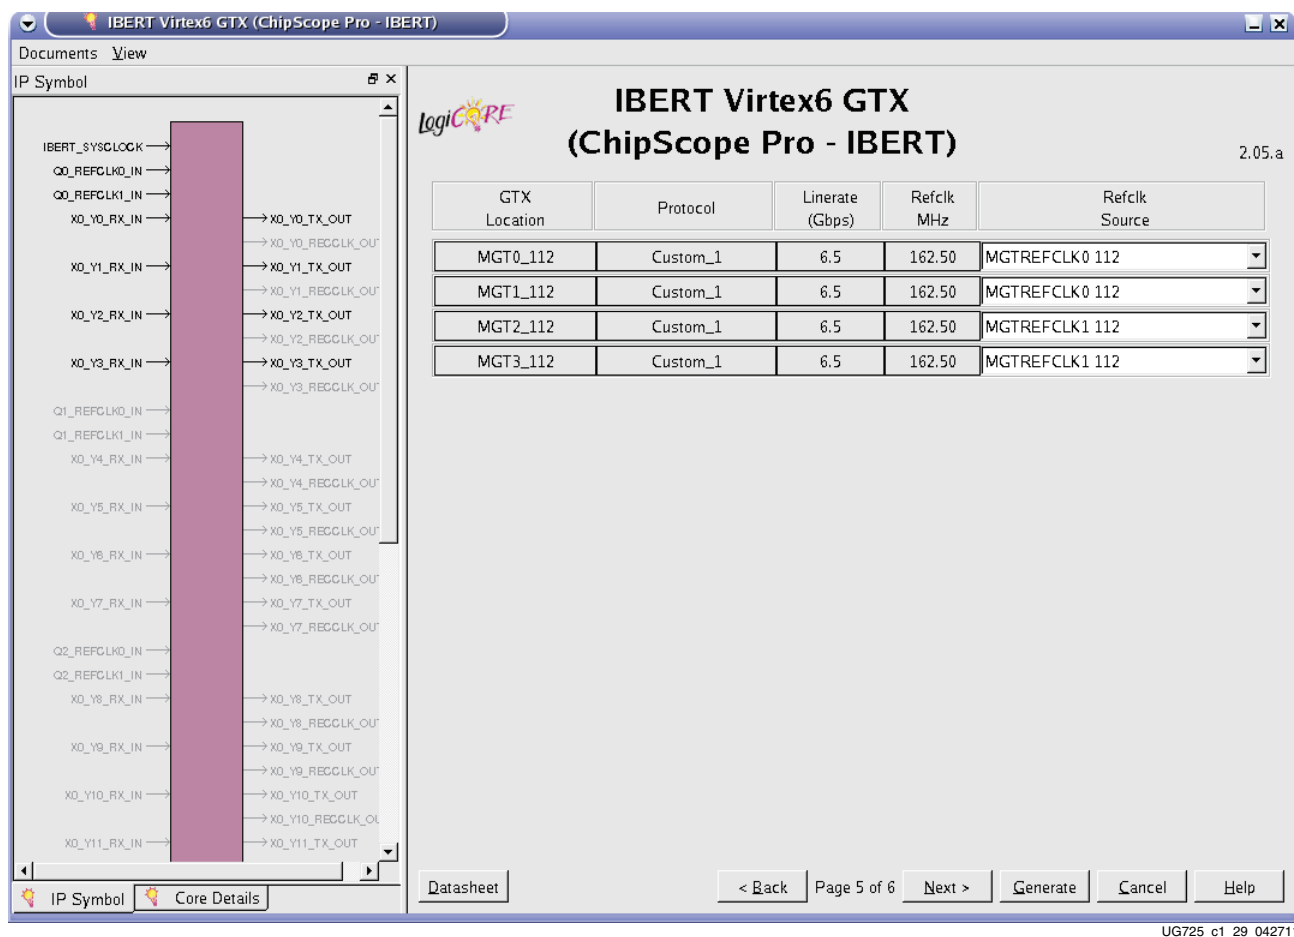 IBERT Virtex6 GTX (ChipScope Pro - IBERT)
Documents View
IP Symbol
IBERT_SYSCLOCK
Q0_REFCLK0_IN
Q0_REFCLK1_IN
X0_Y0_RX_IN X0_Y0_TX_OUT
X0_Y0_RECCLK_OUT
X0_Y1_RX_IN X0_Y1_TX_OUT
X0_Y1_RECCLK_OUT
X0_Y2_RX_IN X0_Y2_TX_OUT
X0_Y2_RECCLK_OUT
X0_Y3_RX_IN X0_Y3_TX_OUT
X0_Y3_RECCLK_OUT
Q1_REFCLK0_IN
Q1_REFCLK1_IN
X0_Y4_RX_IN X0_Y4_TX_OUT
X0_Y4_RECCLK_OUT
X0_Y5_RX_IN X0_Y5_TX_OUT
X0_Y5_RECCLK_OUT
X0_Y6_RX_IN X0_Y6_TX_OUT
X0_Y6_RECCLK_OUT
X0_Y7_RX_IN X0_Y7_TX_OUT
X0_Y7_RECCLK_OUT
Q2_REFCLK0_IN
Q2_REFCLK1_IN
X0_Y8_RX_IN X0_Y8_TX_OUT
X0_Y8_RECCLK_OUT
X0_Y9_RX_IN X0_Y9_TX_OUT
X0_Y9_RECCLK_OUT
X0_Y10_RX_IN X0_Y10_TX_OUT
X0_Y10_RECCLK_OU
X0_Y11_RX_IN X0_Y11_TX_OUT
IP Symbol Core Details
logiCORE
IBERT Virtex6 GTX
(ChipScope Pro - IBERT)
2.05.a
GTX Location Protocol Linerate (Gbps) Refclk MHz Refclk Source
MGT0_112 Custom_1 6.5 162.50 MGTREFCLK0 112
MGT1_112 Custom_1 6.5 162.50 MGTREFCLK0 112
MGT2_112 Custom_1 6.5 162.50 MGTREFCLK1 112
MGT3_112 Custom_1 6.5 162.50 MGTREFCLK1 112
Datasheet < Back Page 5 of 6 Next > Generate Cancel Help
UG725_c1_29_042711